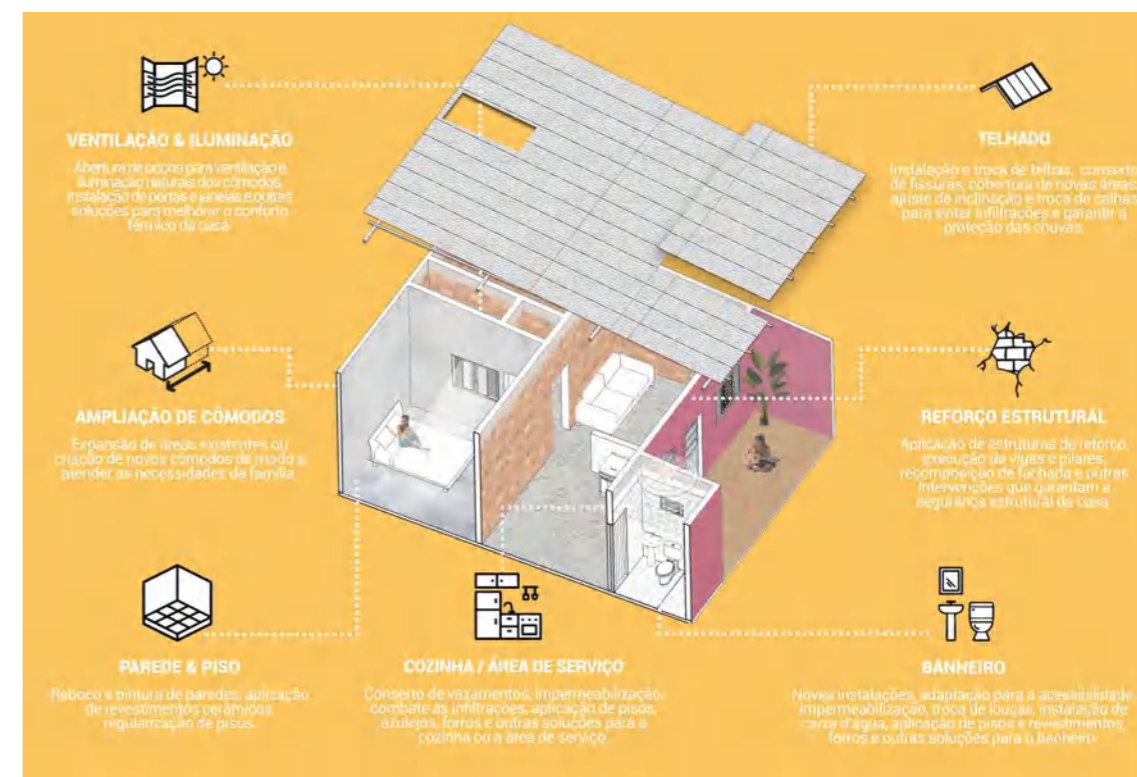 VENTILAÇÃO & ILUMINAÇÃO
Abertura de poços para ventilação e
iluminação naturais dos cômodos,
instalação de portas e janelas e outras
soluções para melhorar o conforto
térmico da casa.
TELHADO
Instalação e troca de telhas, conserto
de fissuras, cobertura de novas áreas,
ajuste de inclinação e troca de calhas
para evitar infiltrações e garantir a
proteção das chuvas.
AMPLIAÇÃO DE CÔMODOS
Expansão de áreas existentes ou
criação de novos cômodos de modo a
atender as necessidades da família.
REFORÇO ESTRUTURAL
Aplicação de estruturas de reforço,
execução de vigas e pilares,
recomposição de fachada e outras
intervenções que garantam a
segurança estrutural da casa.
PAREDE & PISO
Reboco e pintura de paredes, aplicação
de revestimentos cerâmicos,
regularização de pisos.
COZINHA / ÁREA DE SERVIÇO
Conserto de vazamentos, impermeabilização,
combate as infiltrações, aplicação de pisos,
azulejos, forros e outras soluções para a
cozinha ou a área de serviço.
BANHEIRO
Novas instalações, adaptação para a acessibilidade,
impermeabilização, troca de louças, instalação de
caixa d'água, aplicação de pisos e revestimentos,
forros e outras soluções para o banheiro.